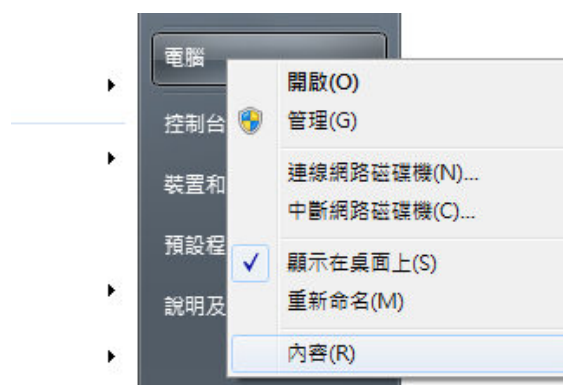 電腦
控制台
裝置和
預設程
說明及
開啟(O)
管理(G)
連線網路磁碟機(N)...
中斷網路磁碟機(C)...
顯示在桌面上(S)
重新命名(M)
內容(R)